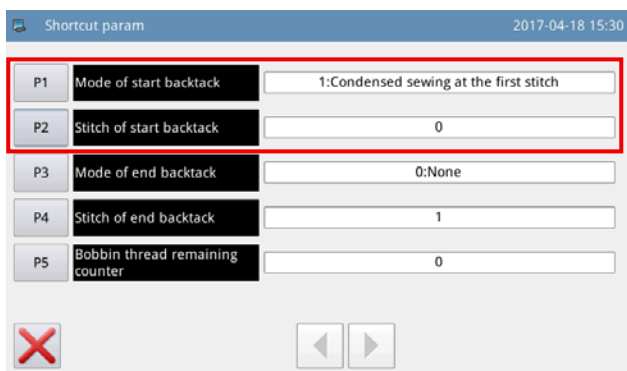 Shortcut param 2017-04-18 15:30
P1 Mode of start backtack 1:Condensed sewing at the first stitch
P2 Stitch of start backtack 0
P3 Mode of end backtack 0:None
P4 Stitch of end backtack 1
P5 Bobbin thread remaining
counter 0